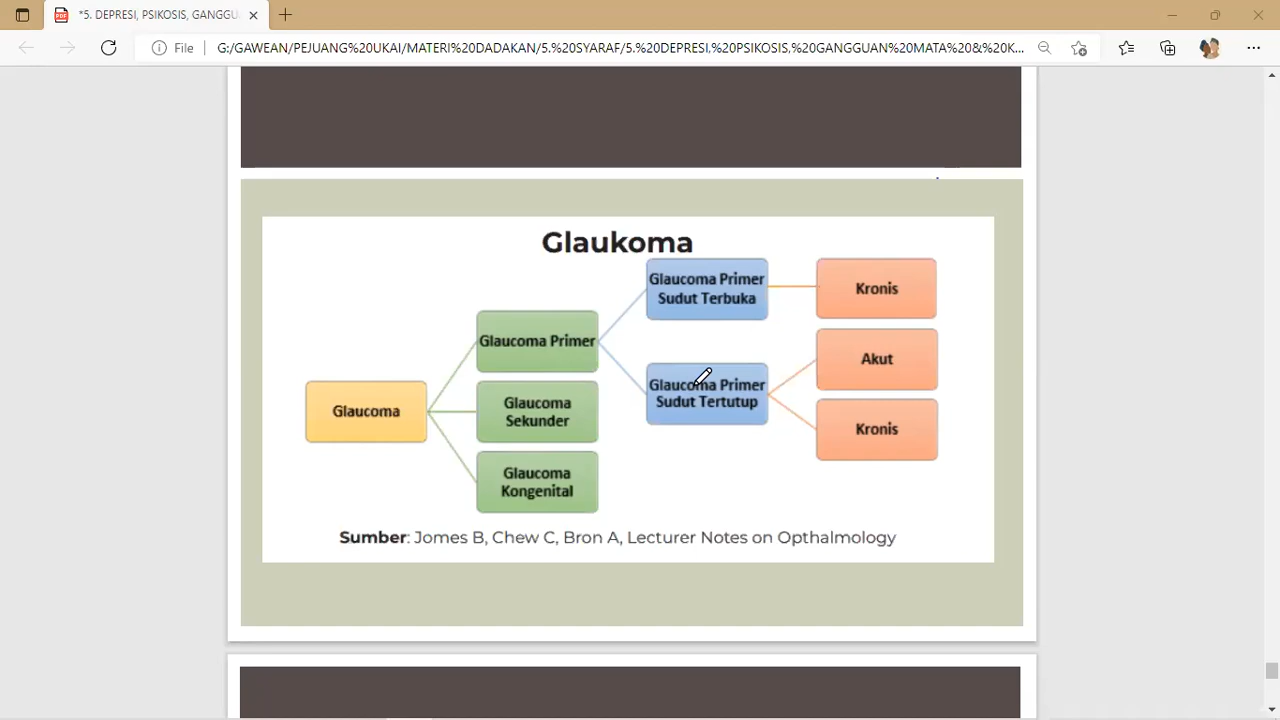 *5. DEPRESI, PSIKOSIS, GANGGU
File
G:/GAWEAN/PEJUANG%20UKAI/MATERI%20DADAKAN/5.%20SYARAF/5.%20DEPRESI,%20PSIKOSIS,%20GANGGUAN%20MATA%20&%20K...
Glaukoma
Glaucoma Primer
Sudut Terbuka
Kronis
Glaucoma Primer
Akut
Glaucoma Primer
Sudut Tertutup
Glaucoma
Glaucoma
Sekunder
Kronis
Glaucoma
Kongenital
Sumber: Jomes B, Chew C, Bron A, Lecturer Notes on Opthalmology